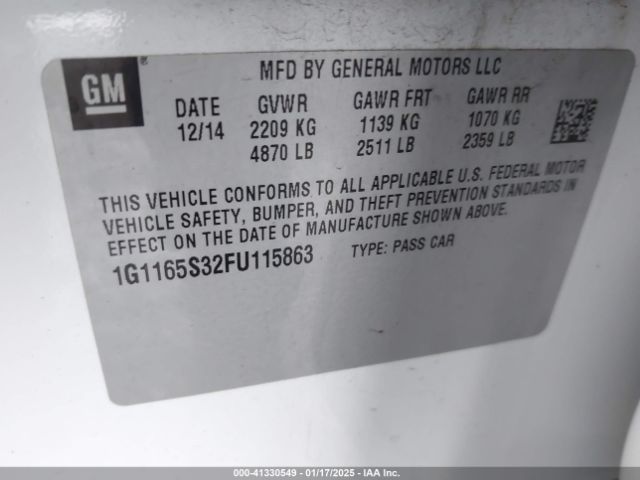 GM ®
MFD BY GENERAL MOTORS LLC
DATE GVWR GAWR FRT GAWR RR
12/14 2209 KG 1139 KG 1070 KG
4870 LB 2511 LB 2359 LB
THIS VEHICLE CONFORMS TO ALL APPLICABLE U.S. FEDERAL MOTOR
VEHICLE SAFETY, BUMPER, AND THEFT PREVENTION STANDARDS IN
EFFECT ON THE DATE OF MANUFACTURE SHOWN ABOVE.
1G1165S32FU115863 TYPE: PASS CAR
000-41330549 - 01/17/2025 - IAA Inc.